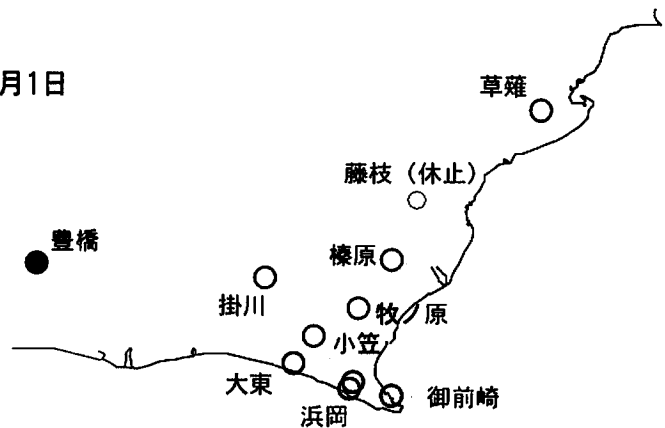 月1日
草薙
藤枝（休止）
豊橋
榛原
掛川
牧ノ原
小笠
大東
浜岡
御前崎